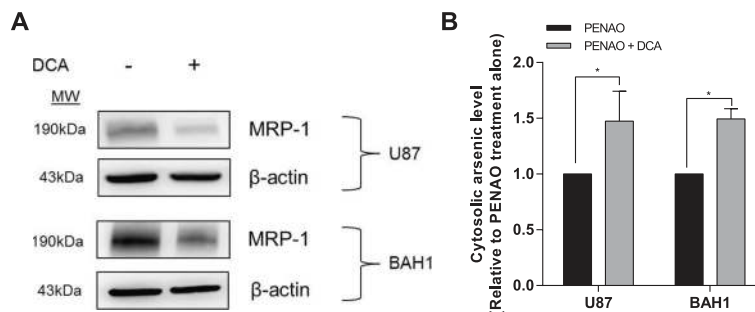 A
DCA - +
MW
190kDa MRP-1
43kDa β-actin
U87
190kDa MRP-1
43kDa β-actin
BAH1
B
PENAO
PENAO + DCA
Cytosolic arsenic level
(Relative to PENAO treatment alone)
2.0
1.5
1.0
0.5
0.0
* *
U87 BAH1